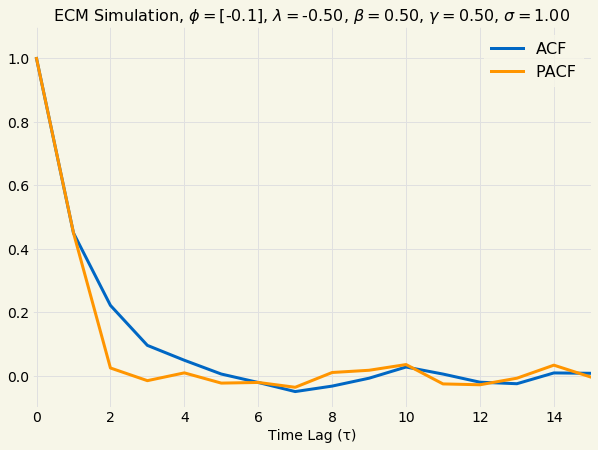 ECM Simulation, ϕ = [-0.1], λ = -0.50, β = 0.50, γ = 0.50, σ = 1.00
ACF
PACF
1.0
0.8
0.6
0.4
0.2
0.0
0 2 4 6 8 10 12 14
Time Lag (τ)